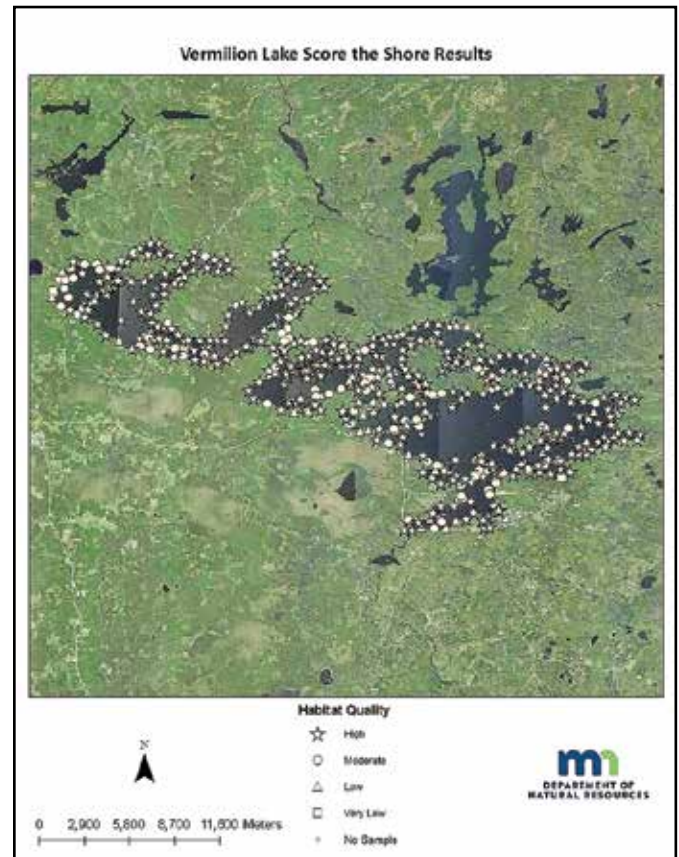 Vermilion Lake Score the Shore Results
Habitat Quality
High
Moderate
Low
Very Low
No Sample
N
0 2,900 5,800 8,700 11,600 Meters
DEPARTMENT OF
NATURAL RESOURCES